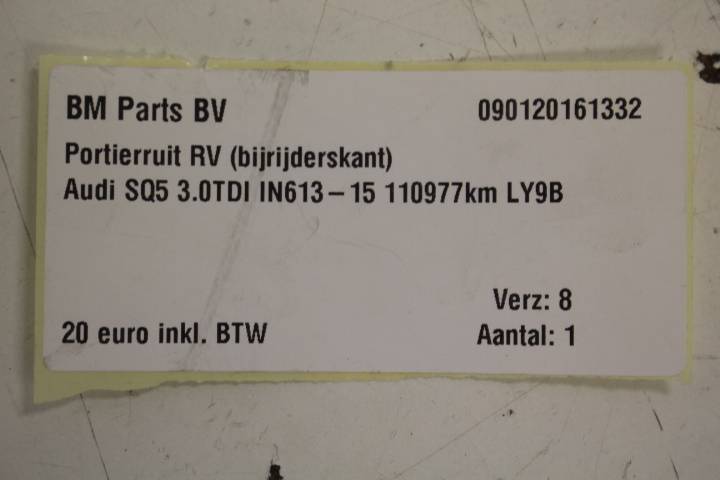 BM Parts BV 090120161332
Portierruit RV (bijrijderskant)
Audi SQ5 3.0TDI IN613-15 110977km LY9B
Verz: 8
20 euro inkl. BTW Aantal: 1